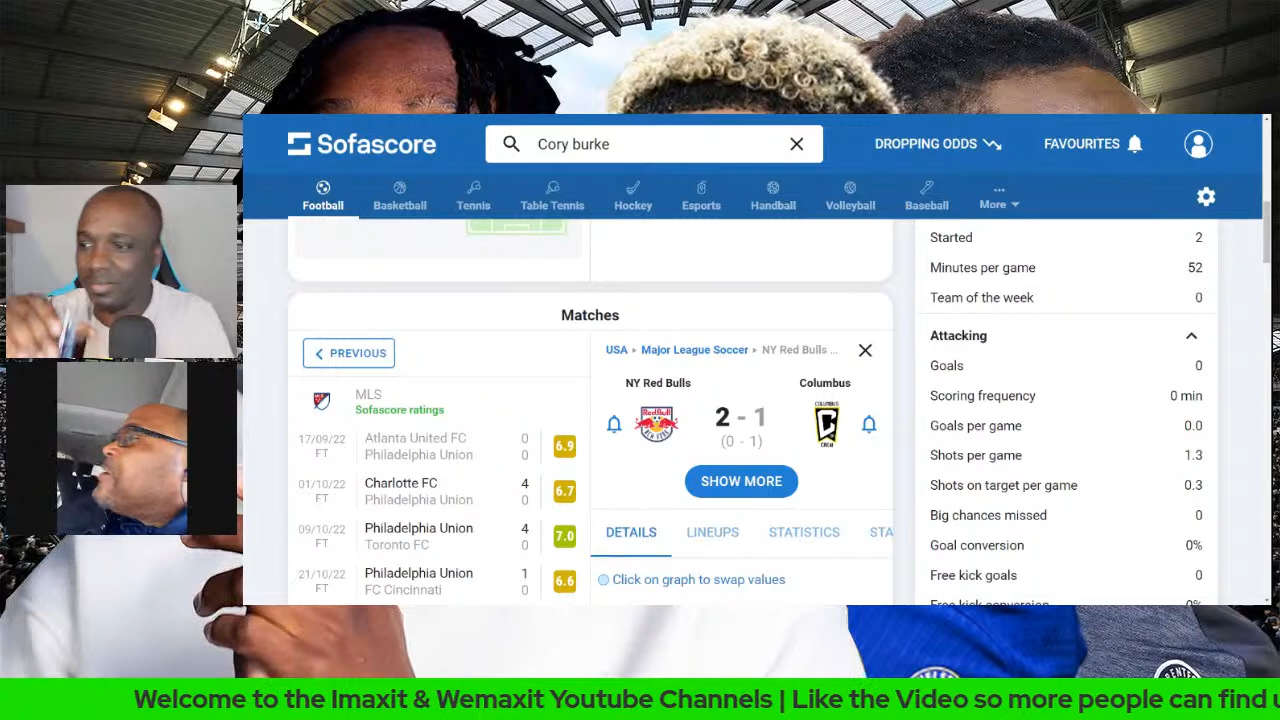 Sofascore
Cory burke
DROPPING ODDS
FAVOURITES
Football
Basketball
Tennis
Table Tennis
Hockey
Esports
Handball
Volleyball
Baseball
More
Matches
PREVIOUS
MLS
Sofascore ratings
17/09/22
FT
Atlanta United FC 0
Philadelphia Union 0
6.9
01/10/22
FT
Charlotte FC 4
Philadelphia Union 0
6.7
09/10/22
FT
Philadelphia Union 4
Toronto FC 0
7.0
21/10/22
FT
Philadelphia Union 1
FC Cincinnati 0
6.6
USA ▸ Major League Soccer ▸ NY Red Bulls ...
NY Red Bulls
Columbus
2 - 1
(0 - 1)
SHOW MORE
DETAILS
LINEUPS
STATISTICS
STA
Click on graph to swap values
Started 2
Minutes per game 52
Team of the week 0
Attacking
Goals 0
Scoring frequency 0 min
Goals per game 0.0
Shots per game 1.3
Shots on target per game 0.3
Big chances missed 0
Goal conversion 0%
Free kick goals 0
Free kick conversion 0%
Welcome to the Imaxit & Wemaxit Youtube Channels | Like the Video so more people can find u